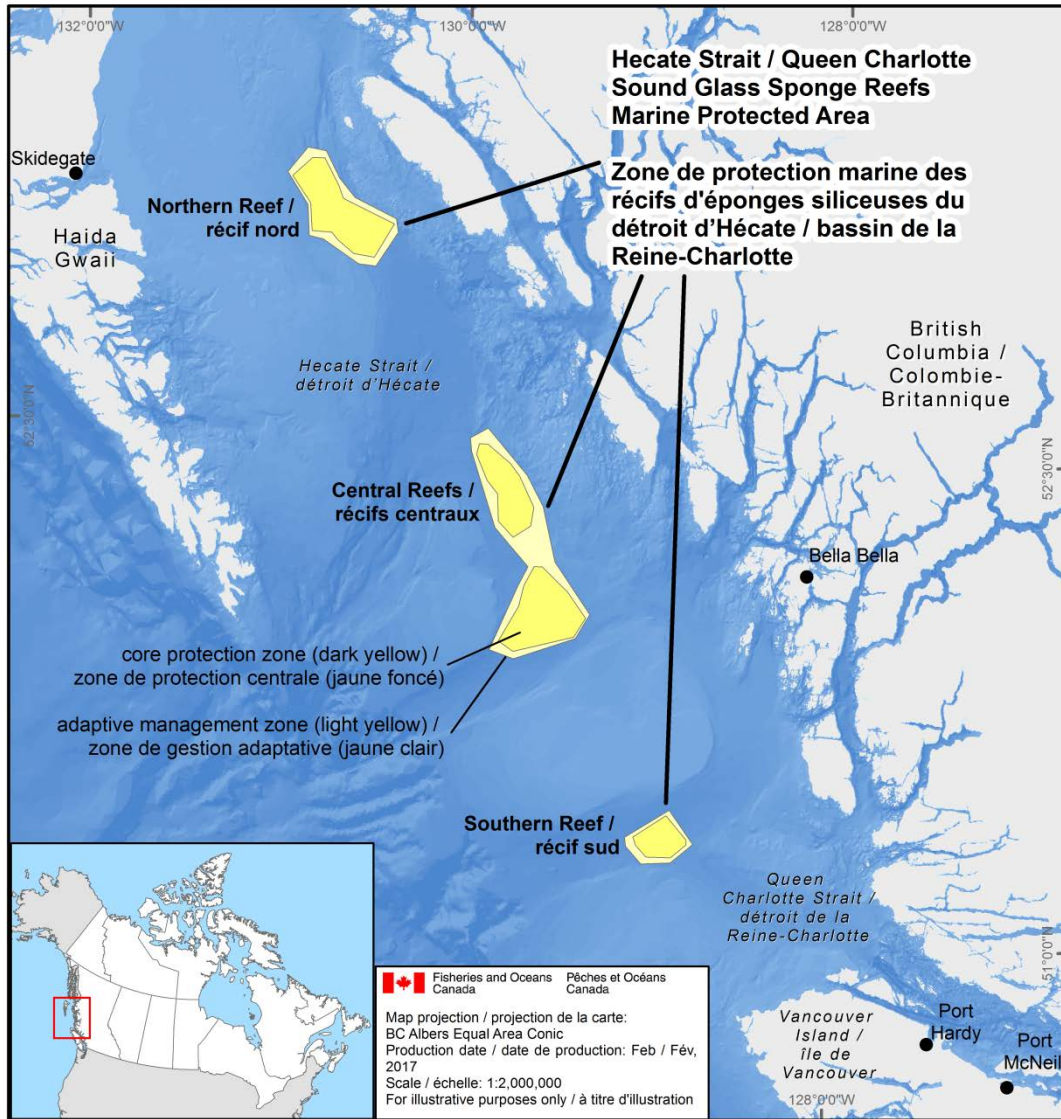 132°0'0"W
130°0'0"W
128°0'0"W
Hecate Strait / Queen Charlotte
Sound Glass Sponge Reefs
Marine Protected Area
Zone de protection marine des
récifs d'éponges siliceuses du
détroit d'Hécate / bassin de la
Reine-Charlotte
Skidegate
Northern Reef /
récif nord
Haida
Gwaii
British
Columbia /
Colombie-
Britannique
Hecate Strait /
détroit d'Hécate
52°30'0"N
52°30'0"N
Central Reefs /
récifs centraux
Bella Bella
core protection zone (dark yellow) /
zone de protection centrale (jaune foncé)
adaptive management zone (light yellow) /
zone de gestion adaptative (jaune clair)
Southern Reef /
récif sud
Queen
Charlotte Strait /
détroit de la
Reine-Charlotte
51°0'0"N
Fisheries and Oceans
Canada
Pêches et Océans
Canada
Map projection / projection de la carte:
BC Albers Equal Area Conic
Production date / date de production: Feb / Fév,
2017
Scale / échelle: 1:2,000,000
For illustrative purposes only / à titre d'illustration
Vancouver
Island /
île de
Vancouver
Port
Hardy
Port
McNeil
128°0'0"W